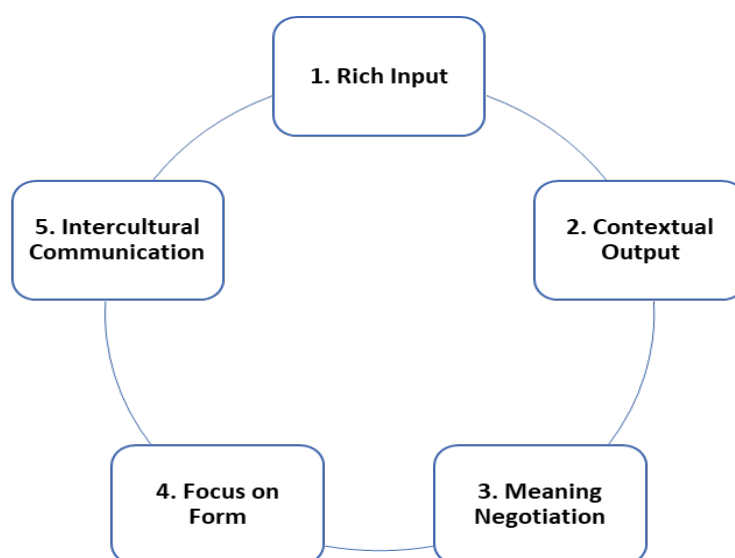 1. Rich Input
2. Contextual
Output
3. Meaning
Negotiation
4. Focus on
Form
5. Intercultural
Communication